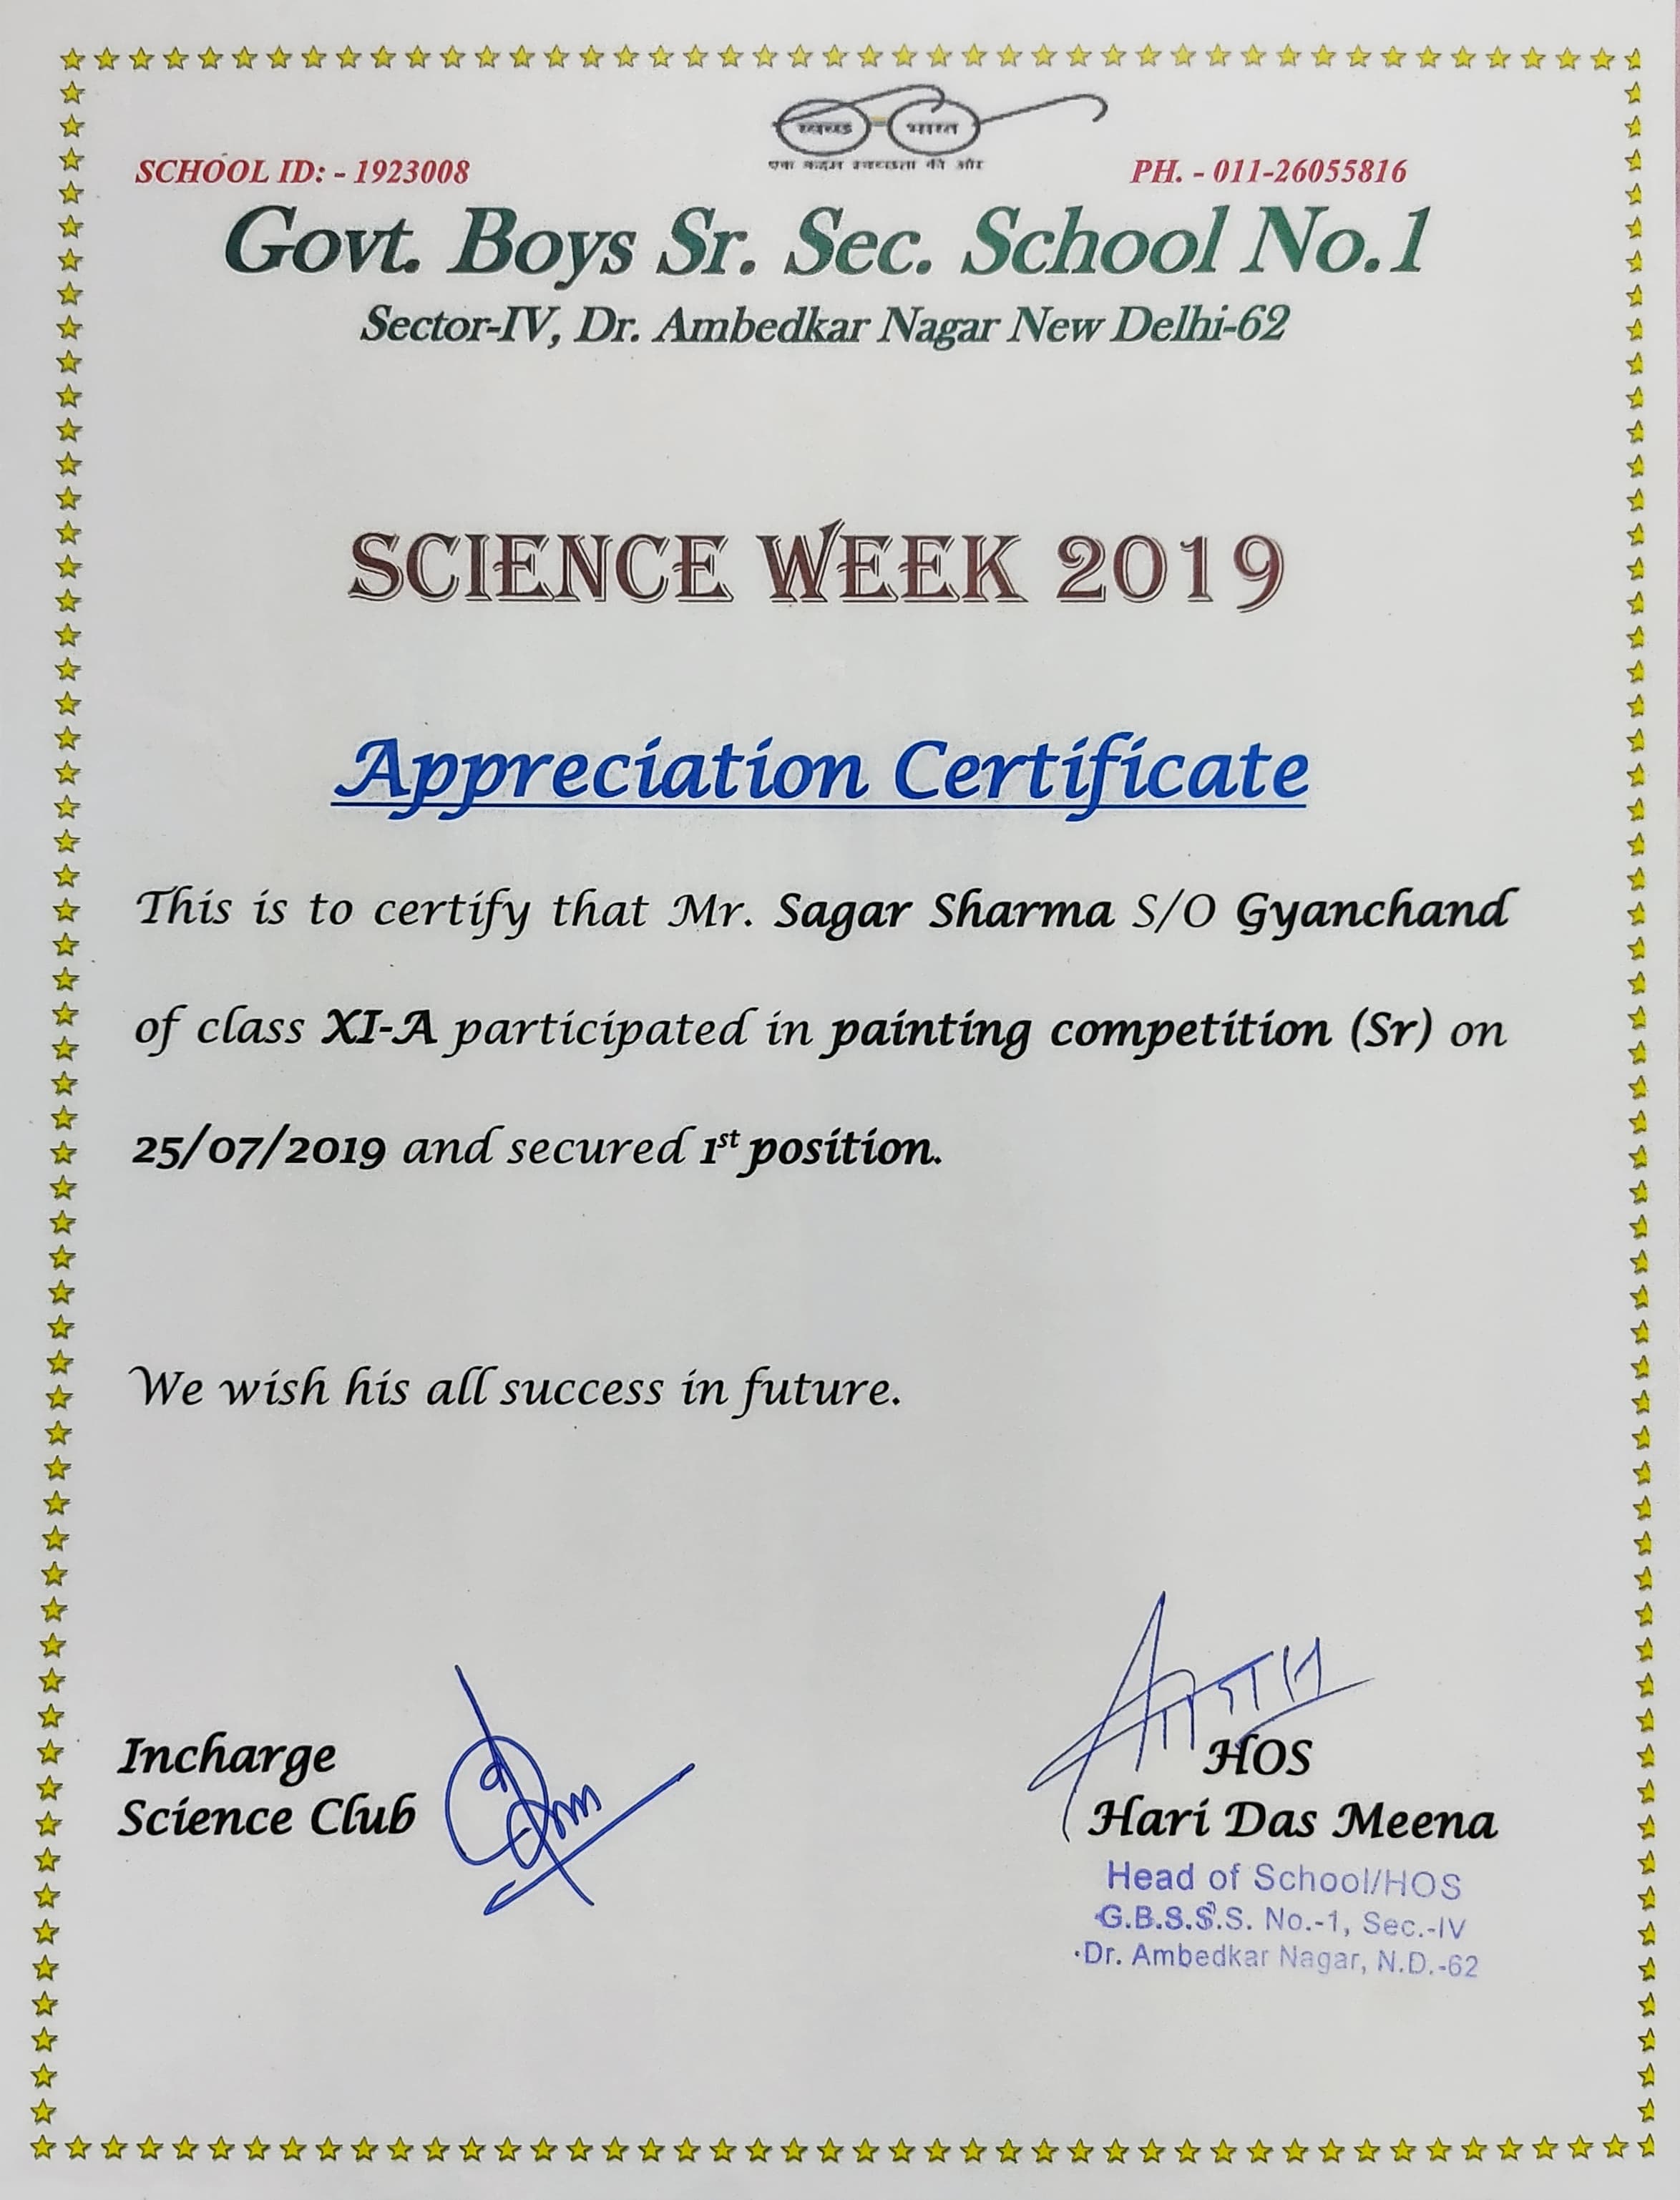 स्वच्छ भारत
एक कदम स्वच्छता की ओर
SCHOOL ID: - 1923008
PH. - 011-26055816
Govt. Boys Sr. Sec. School No.1
Sector-IV, Dr. Ambedkar Nagar New Delhi-62
SCIENCE WEEK 2019
Appreciation Certificate
This is to certify that Mr. Sagar Sharma S/O Gyanchand
of class XI-A participated in painting competition (Sr) on
25/07/2019 and secured 1st position.
We wish his all success in future.
Incharge
Science Club
HOS
Hari Das Meena
Head of School/HOS
G.B.S.S.S. No.-1, Sec.-IV
Dr. Ambedkar Nagar, N.D.-62